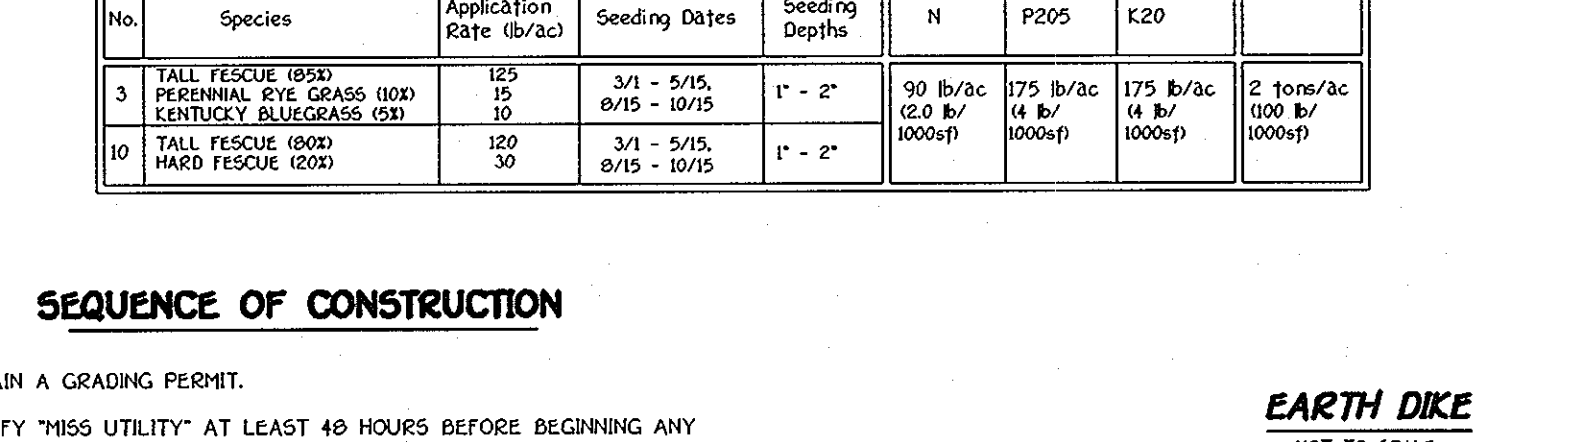 No. Species Application Rate (lb/ac) Seeding Dates Seeding Depths N P205 K20
3 TALL FESCUE (85%) 125 3/1 - 5/15, 1" - 2" 90 lb/ac 175 lb/ac 175 lb/ac 2 tons/ac
PERENNIAL RYE GRASS (10%) 15 8/15 - 10/15 (2.0 lb/ (4 lb/ (4 lb/ (100 lb/
KENTUCKY BLUEGRASS (5%) 10 1000sf) 1000sf) 1000sf) 1000sf)
10 TALL FESCUE (80%) 120 3/1 - 5/15, 1" - 2"
HARD FESCUE (20%) 30 8/15 - 10/15
SEQUENCE OF CONSTRUCTION
A GRADING PERMIT.
"MISS UTILITY" AT LEAST 48 HOURS BEFORE BEGINNING ANY
EARTH DIKE